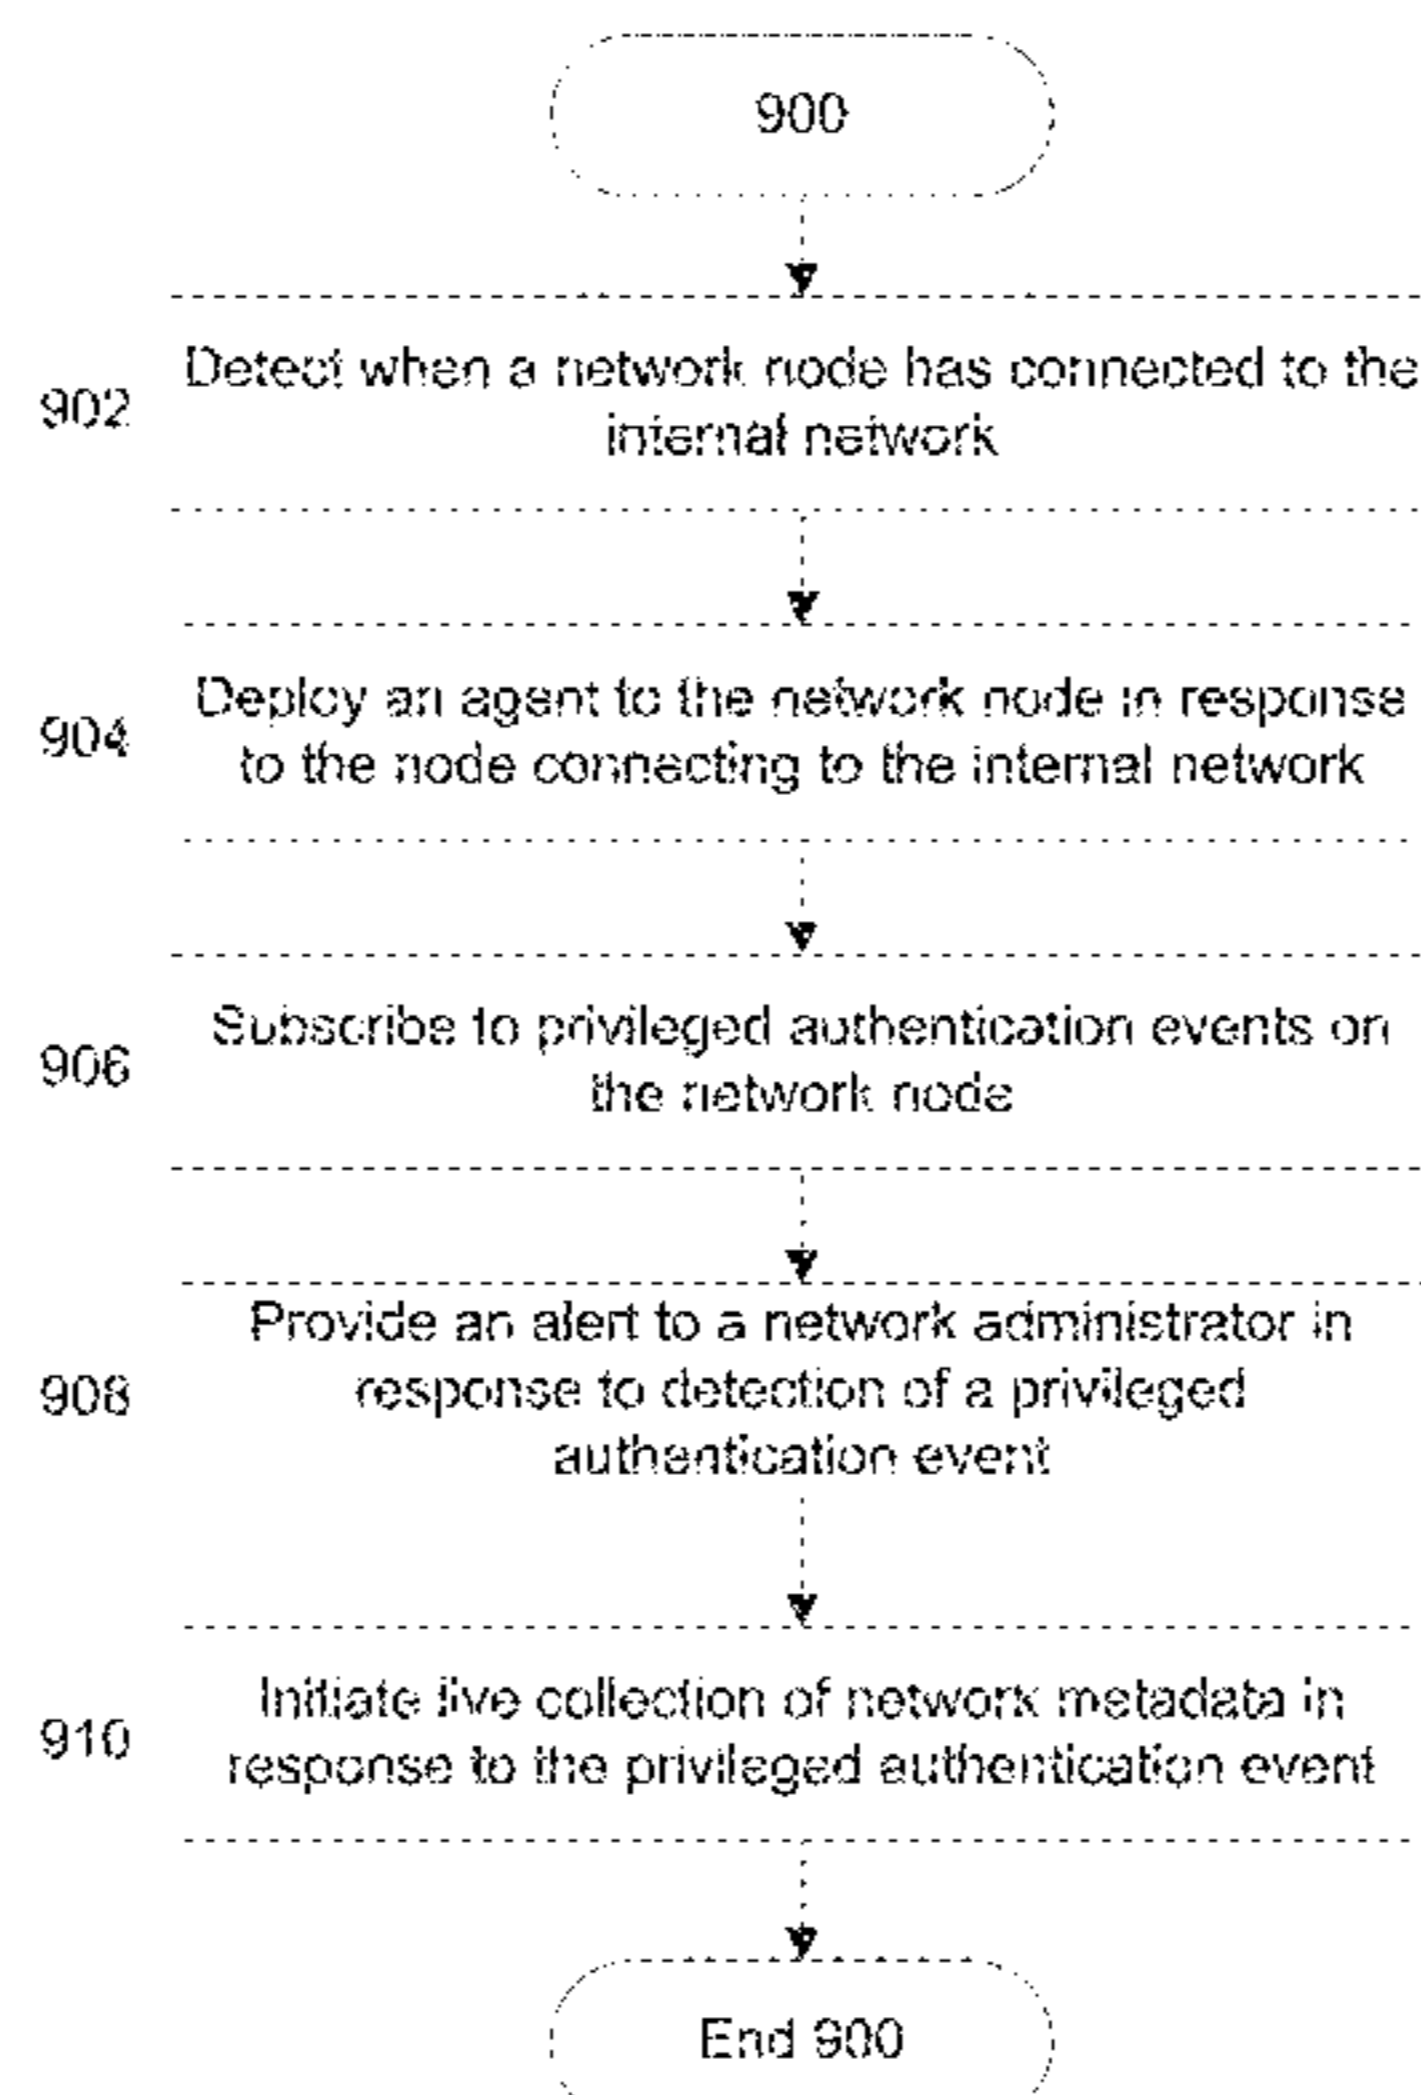 900
902
Detect when a network node has connected to the
internal network
904
Deploy an agent to the network node in response
to the node connecting to the internal network
906
Subscribe to privileged authentication events on
the network node
908
Provide an alert to a network administrator in
response to detection of a privileged
authentication event
910
Initiate live collection of network metadata in
response to the privileged authentication event
End 900